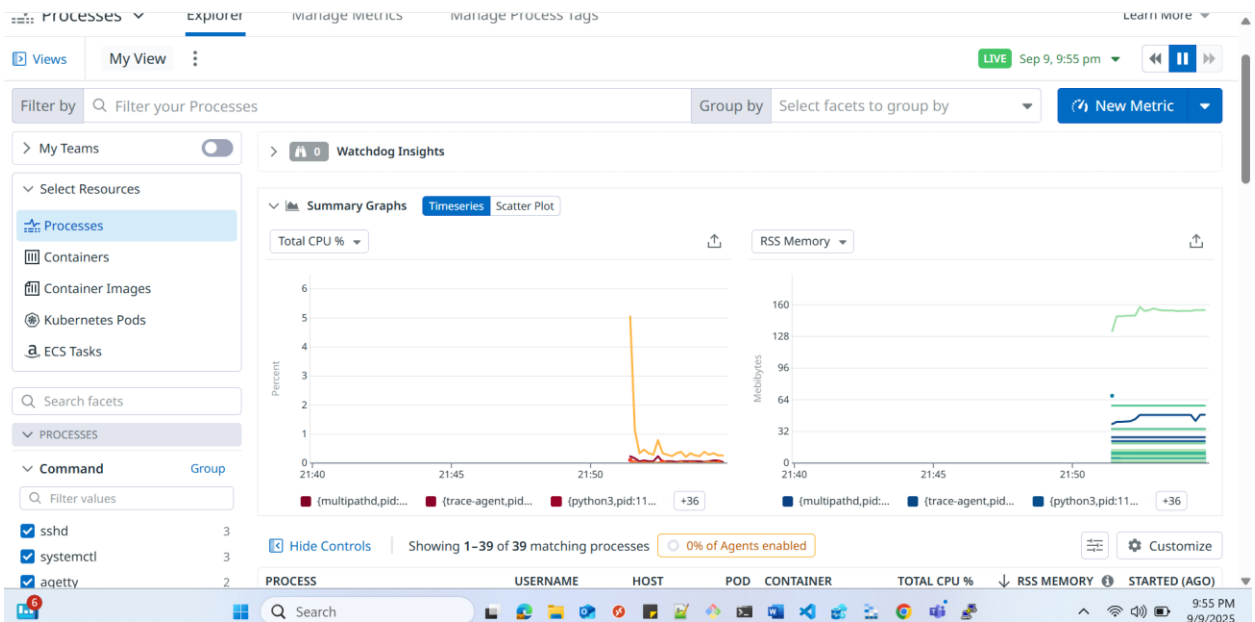 Processes Explorer Manage Metrics Manage Process Tags Learn More
Views My View LIVE Sep 9, 9:55 pm
Filter by Filter your Processes Group by Select facets to group by New Metric
My Teams
Select Resources
Processes
Containers
Container Images
Kubernetes Pods
ECS Tasks
Search facets
PROCESSES
Command Group
Filter values
sshd 3
systemctl 3
agetty 2
0 Watchdog Insights
Summary Graphs Timeseries Scatter Plot
Total CPU %
6
5
4
3
2
1
0
Percent
21:40 21:45 21:50
{multipathd,pid:... {trace-agent,pid... {python3,pid:11... +36
RSS Memory
160
128
96
64
32
0
Mebibytes
21:40 21:45 21:50
{multipathd,pid:... {trace-agent,pid... {python3,pid:11... +36
Hide Controls Showing 1–39 of 39 matching processes 0% of Agents enabled Customize
PROCESS USERNAME HOST POD CONTAINER TOTAL CPU % RSS MEMORY STARTED (AGO)
6
Search
9:55 PM
9/9/2025